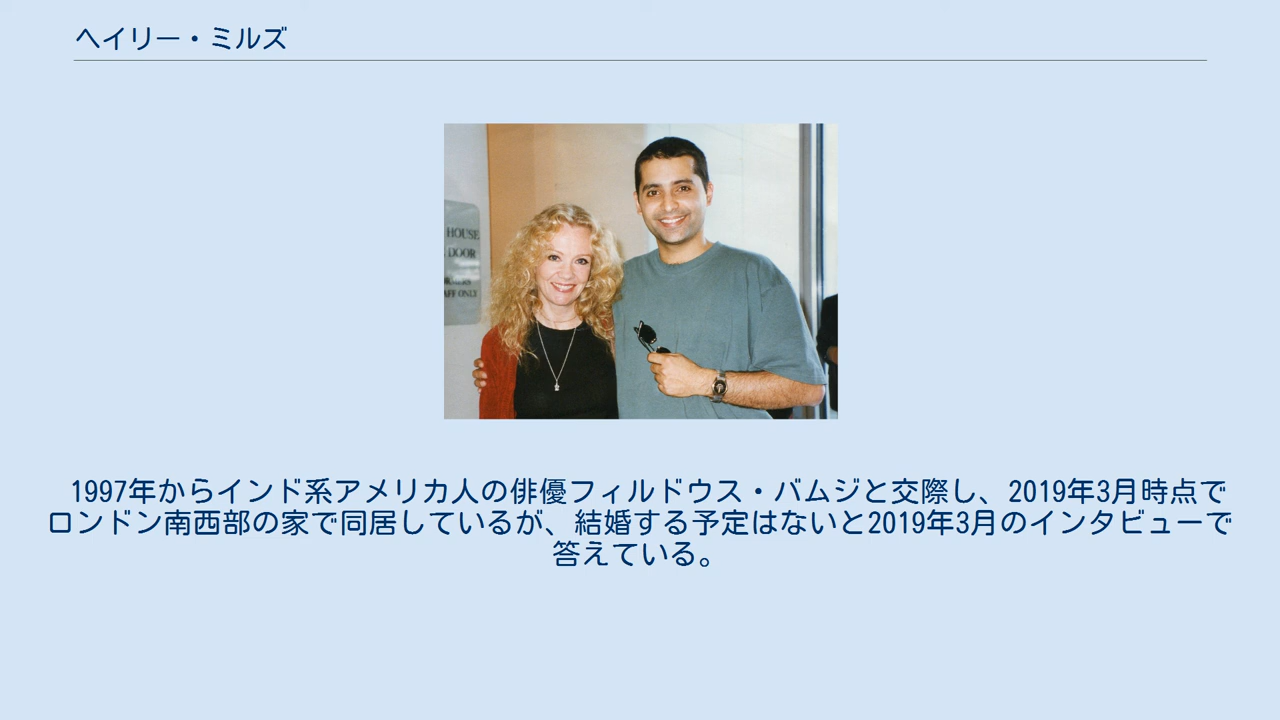 ヘイリー・ミルズ
HOUSE
DOOR
AFF ONLY
1997年からインド系アメリカ人の俳優フィルドウス・バムジと交際し、2019年3月時点で
ロンドン南西部の家で同居しているが、結婚する予定はないと2019年3月のインタビューで
答えている。